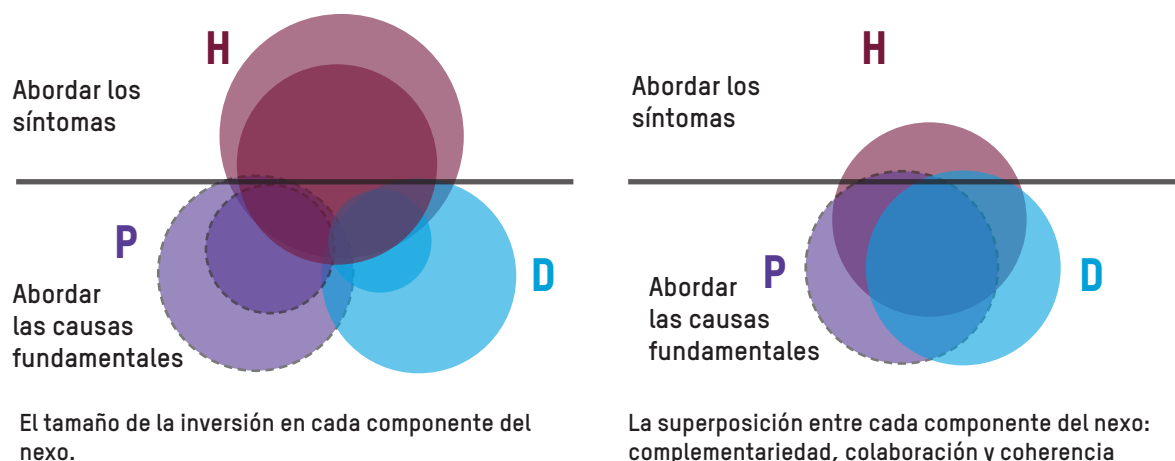 H
Abordar los
síntomas
P
D
Abordar
las causas
fundamentales
El tamaño de la inversión en cada componente del
nexo.
H
Abordar los
síntomas
P
D
Abordar
las causas
fundamentales
La superposición entre cada componente del nexo:
complementariedad, colaboración y coherencia